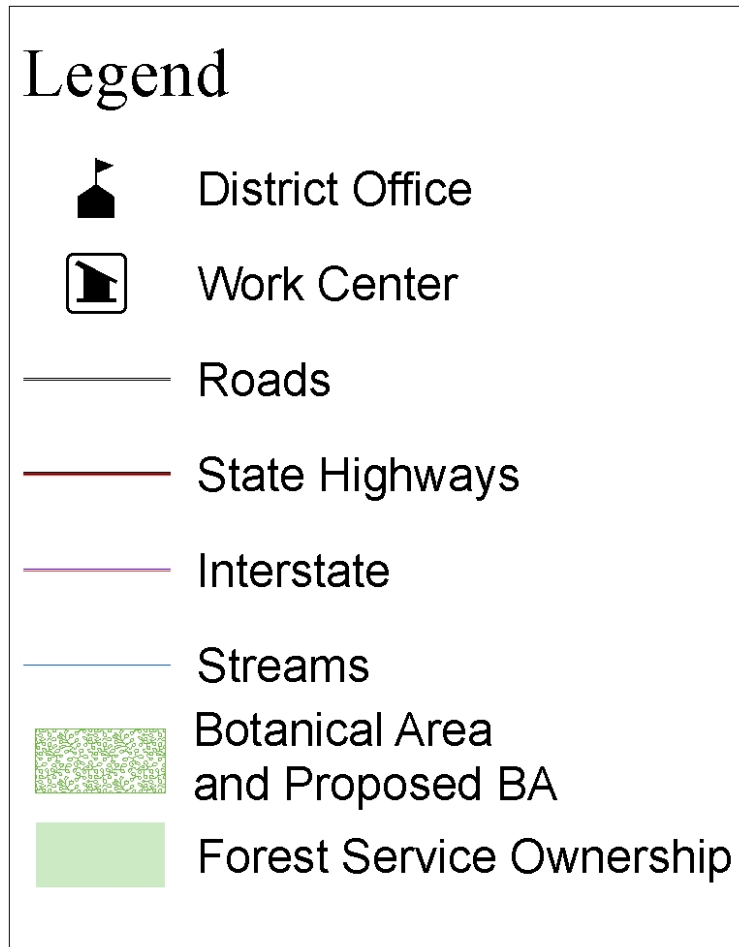 Legend
District Office
Work Center
Roads
State Highways
Interstate
Streams
Botanical Area
and Proposed BA
Forest Service Ownership